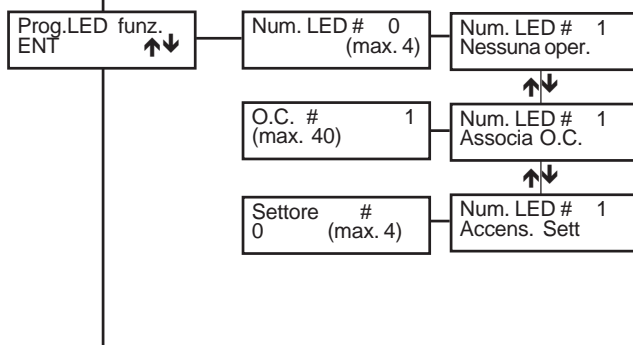 Prog.LED funz.
ENT ↑↓
Num. LED # 0
(max. 4)
Num. LED # 1
Nessuna oper.
↑↓
O.C. # 1
(max. 40)
Num. LED # 1
Associa O.C.
↑↓
Settore #
0 (max. 4)
Num. LED # 1
Accens. Sett